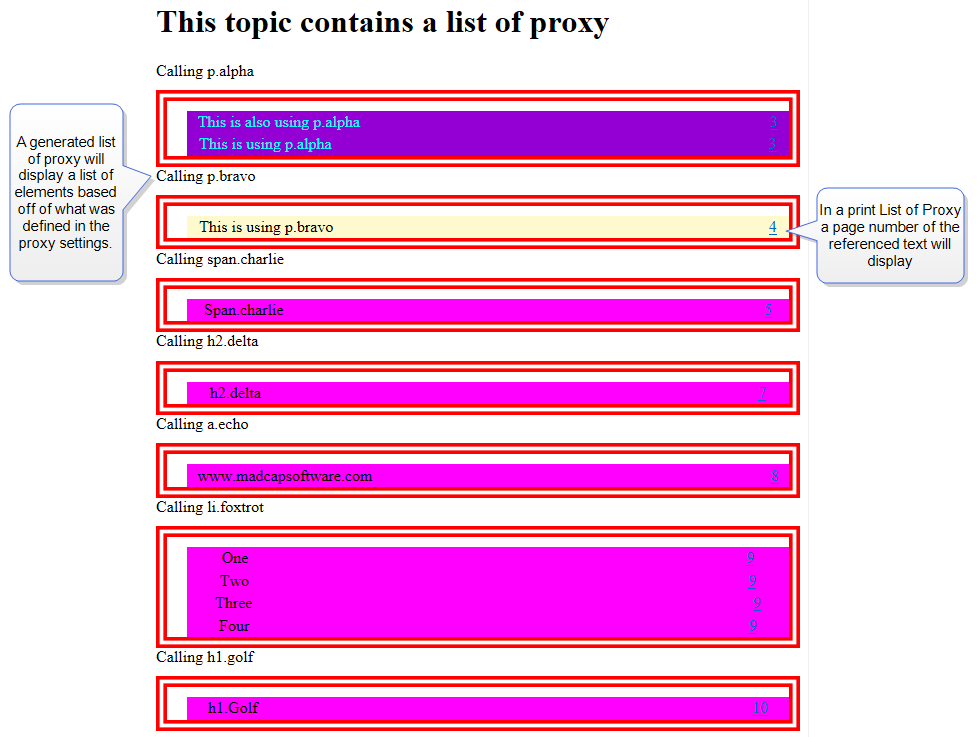 This topic contains a list of proxy
Calling p.alpha
This is also using p.alpha 3
This is using p.alpha 3
A generated list
of proxy will
display a list of
elements based
off of what was
defined in the
proxy settings.
Calling p.bravo
This is using p.bravo 4
In a print List of Proxy
a page number of the
referenced text will
display
Calling span.charlie
Span.charlie 5
Calling h2.delta
h2.delta 7
Calling a.echo
www.madcapsoftware.com 8
Calling li.foxtrot
One 9
Two 9
Three 9
Four 9
Calling h1.golf
h1.Golf 10